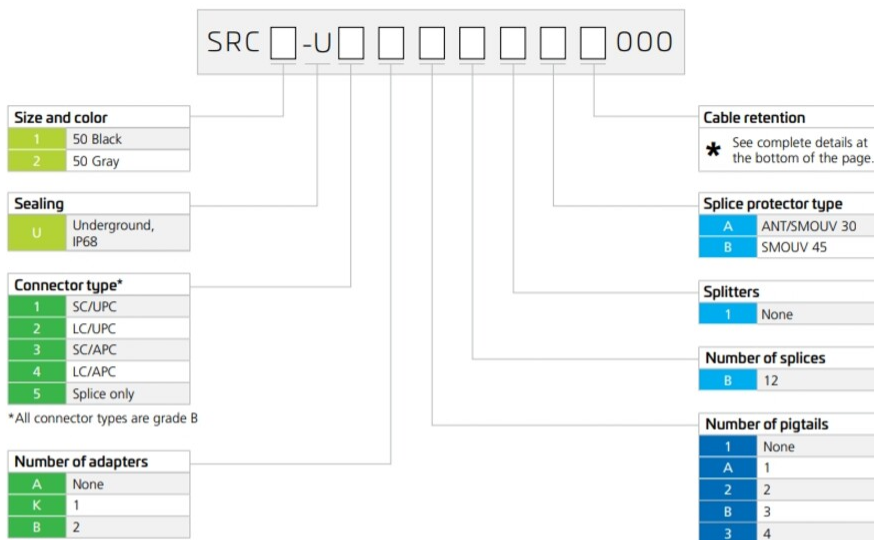 SRC -U 000
Size and color
1 50 Black
2 50 Gray
Sealing
U Underground,
IP68
Connector type*
1 SC/UPC
2 LC/UPC
3 SC/APC
4 LC/APC
5 Splice only
*All connector types are grade B
Number of adapters
A None
K 1
B 2
Cable retention
* See complete details at
the bottom of the page.
Splice protector type
A ANT/SMOUV 30
B SMOUV 45
Splitters
1 None
Number of splices
B 12
Number of pigtails
1 None
A 1
2 2
B 3
3 4